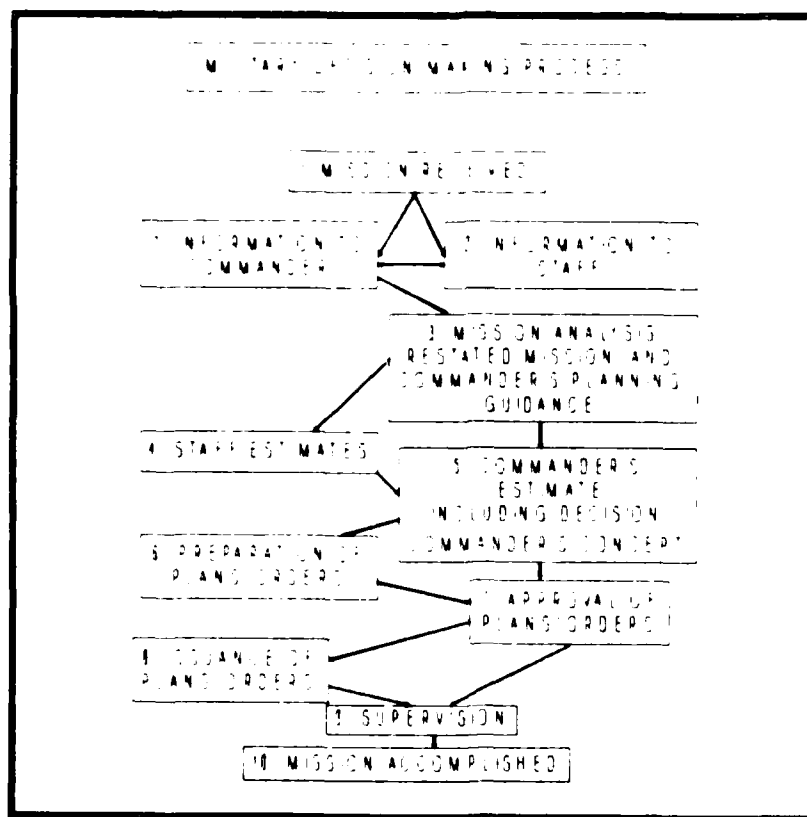 MILITARY DECISION MAKING PROCESS
MISSION RECEIVED
INFORMATION TO
COMMANDER
2 INFORMATION TO
STAFF
3 MISSION ANALYSIS
RESTATED MISSION AND
COMMANDER'S PLANNING
GUIDANCE
4 STAFF ESTIMATES
5 COMMANDER'S
ESTIMATE
INCLUDING DECISION
COMMANDER'S CONCEPT
6 PREPARATION OF
PLANS/ORDERS
7 APPROVAL OF
PLANS/ORDERS
8 ISSUANCE OF
PLANS/ORDERS
9 SUPERVISION
10 MISSION ACCOMPLISHED